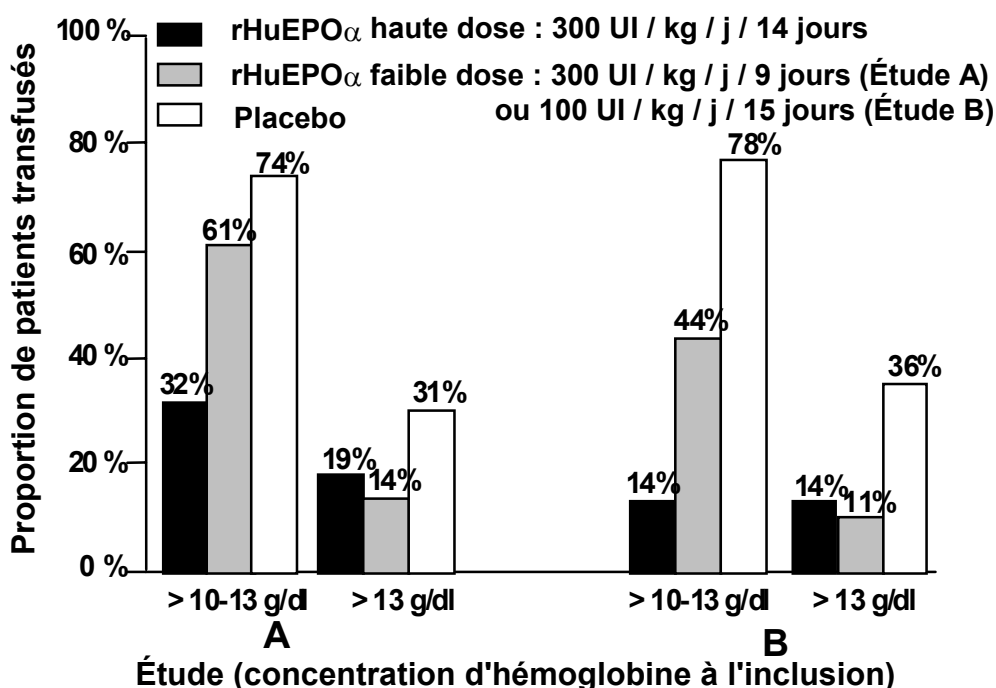 Proportion de patients transfusés
100 %
80 %
60 %
40 %
20 %
0 %
rHuEPOα haute dose : 300 UI / kg / j / 14 jours
rHuEPOα faible dose : 300 UI / kg / j / 9 jours (Étude A)
ou 100 UI / kg / j / 15 jours (Étude B)
Placebo
32%
61%
74%
19%
14%
31%
14%
44%
78%
14%
11%
36%
> 10-13 g/dl
> 13 g/dl
> 10-13 g/dl
> 13 g/dl
A
B
Étude (concentration d'hémoglobine à l'inclusion)